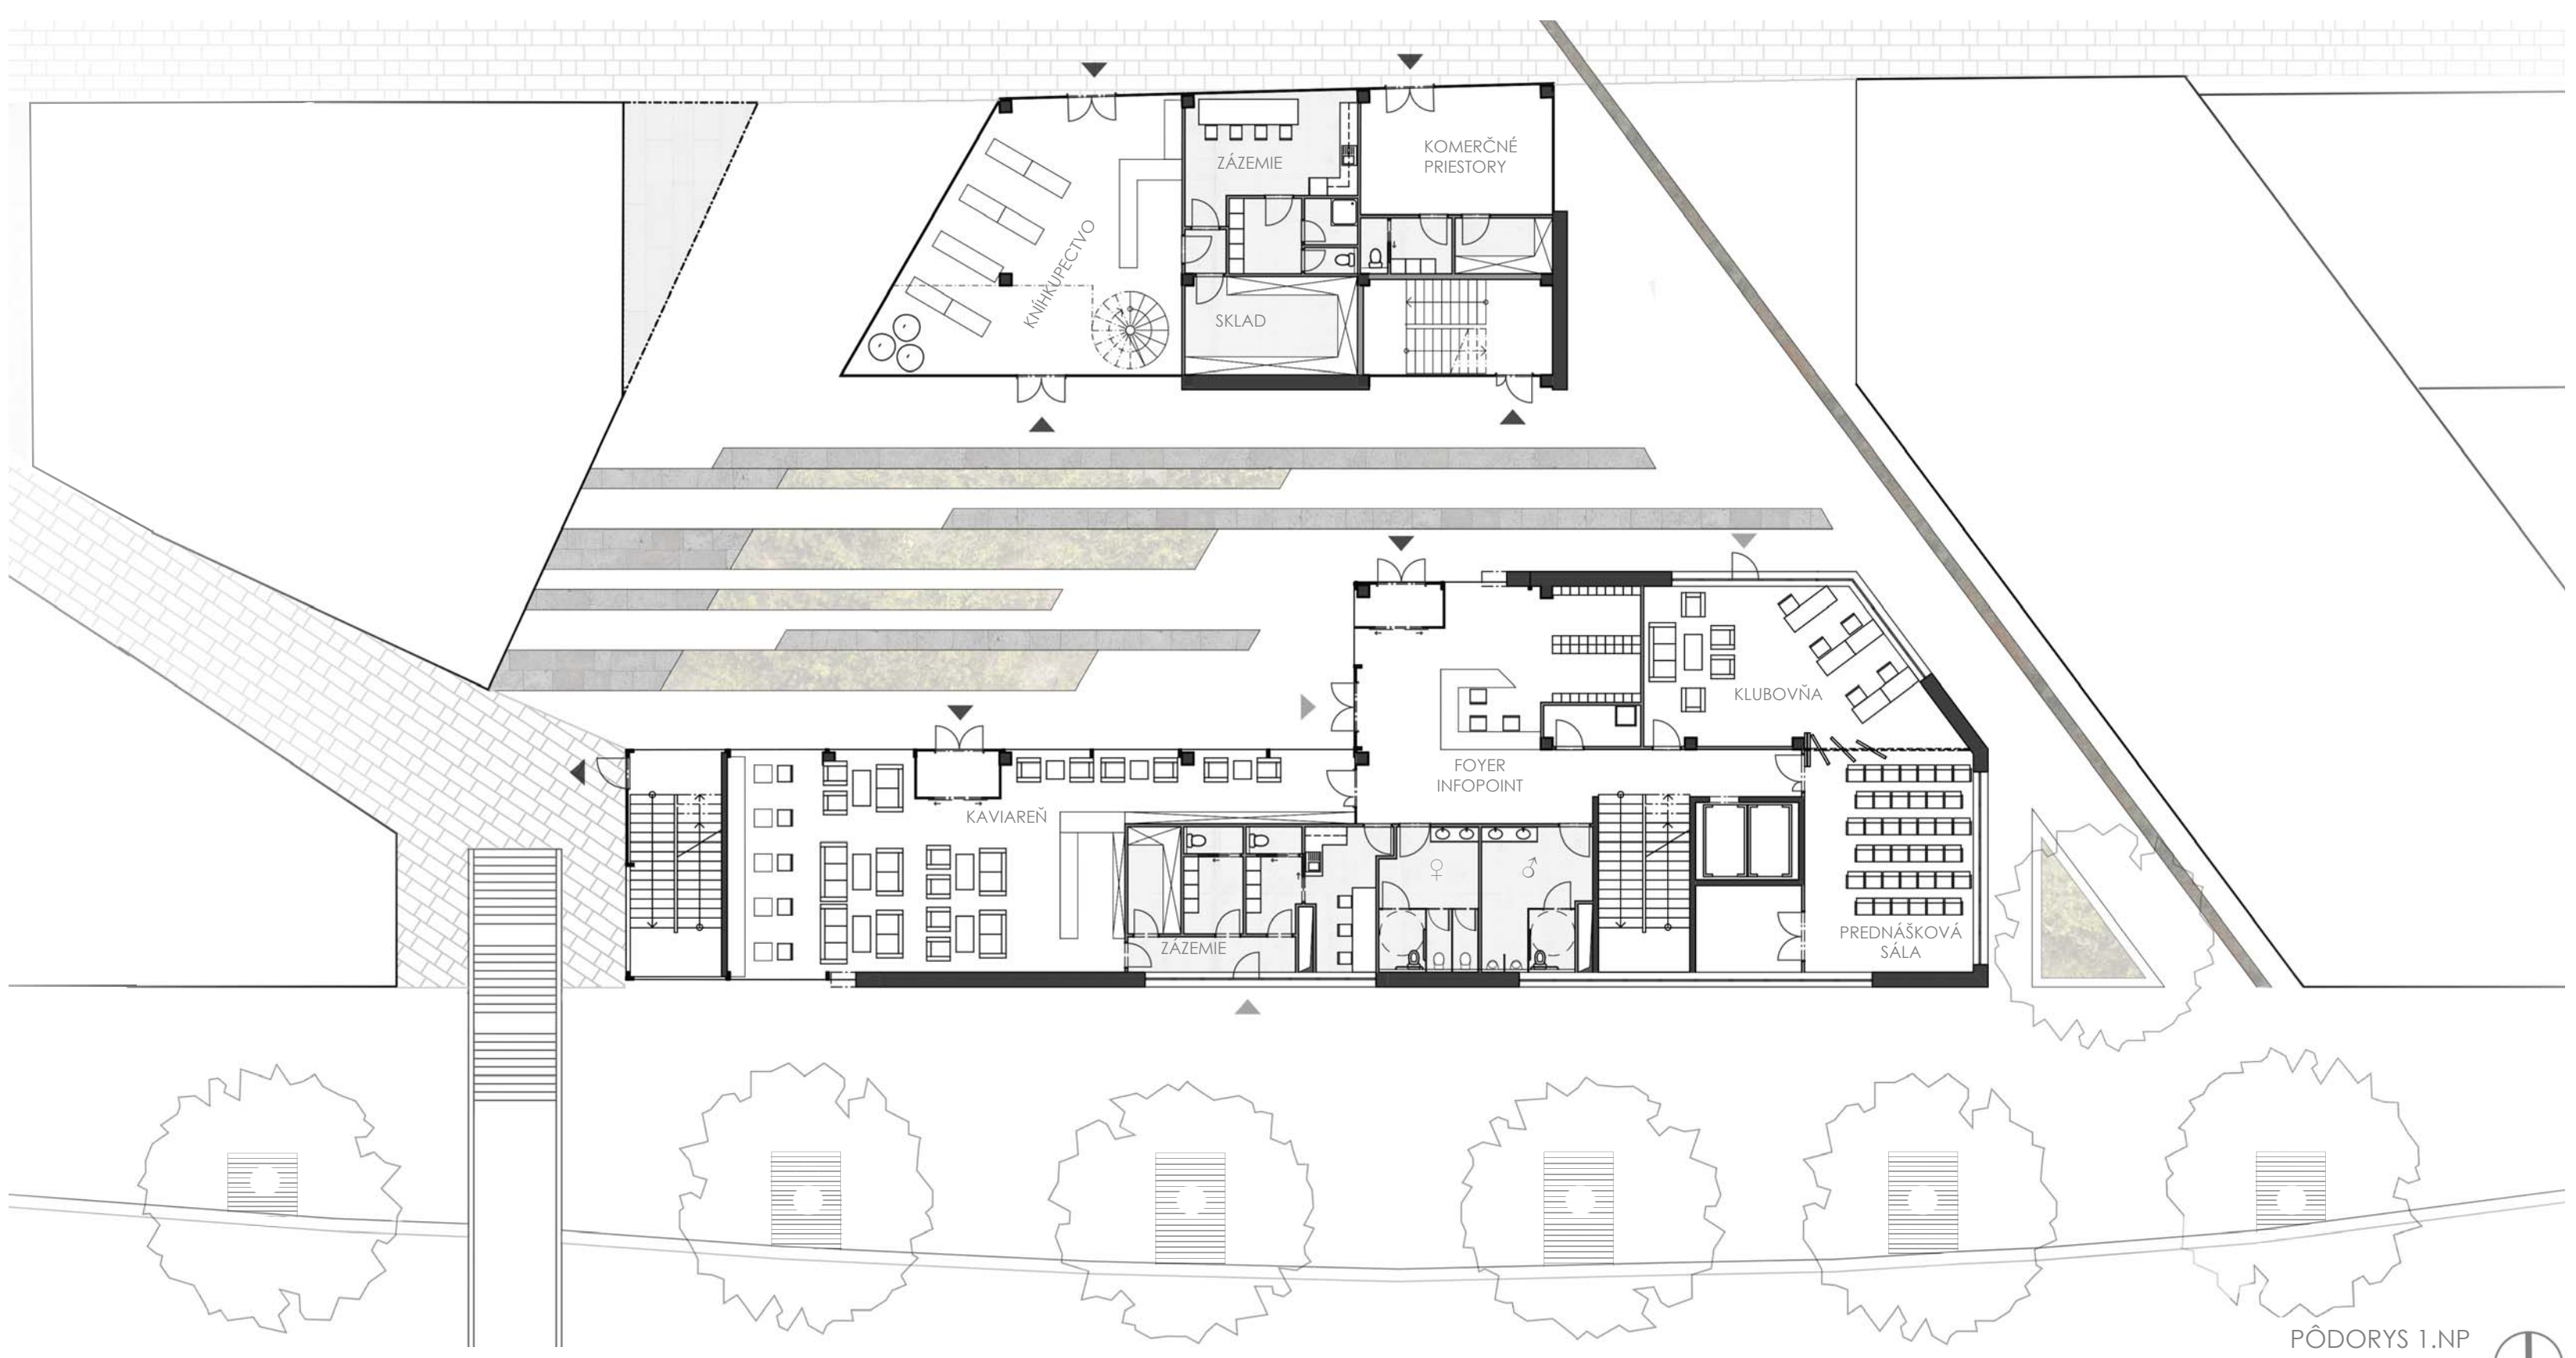 KOMERČNÉ
PRIESTORY
ZÁZEMIE
KNÍHKUPECTVO
SKLAD
KLUBOVŇA
FOYER
INFOPOINT
KAVIAREŇ
♀
♂
PREDNÁŠKOVÁ
SÁLA
ZÁZEMIE
PÔDORYS 1.NP